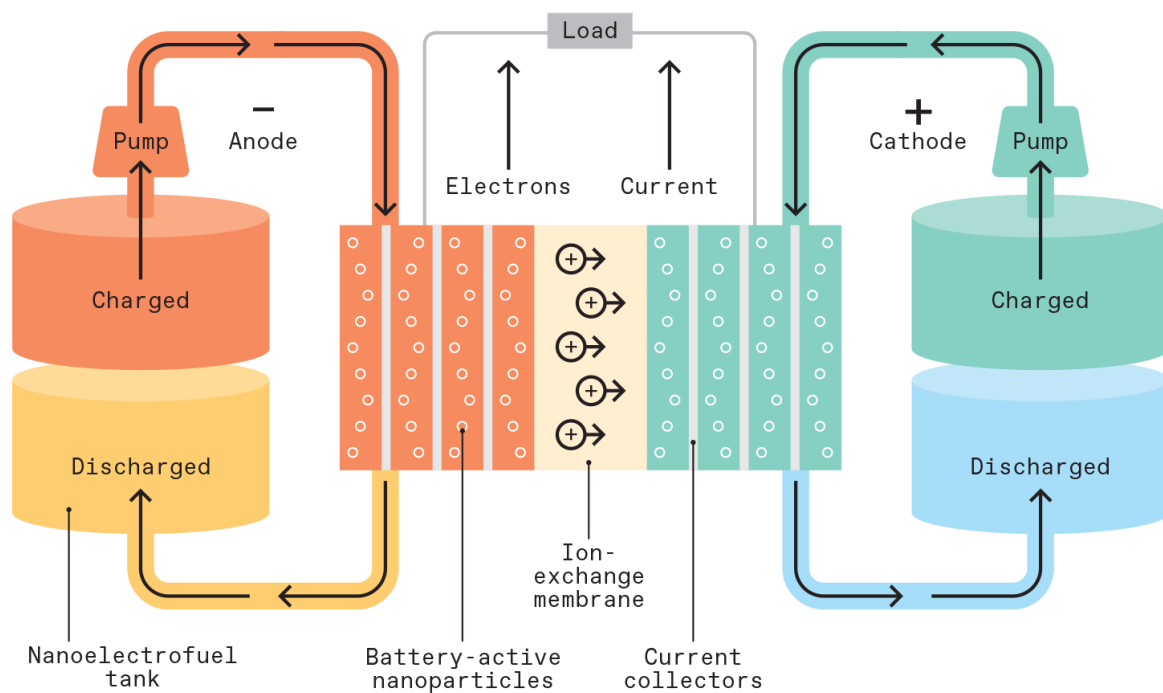 Load
−
+
Pump
Anode
Cathode
Pump
Electrons
Current
Charged
Charged
+
+
+
+
+
Discharged
Discharged
Ion-
exchange
membrane
Nanoelectrofuel
tank
Battery-active
nanoparticles
Current
collectors